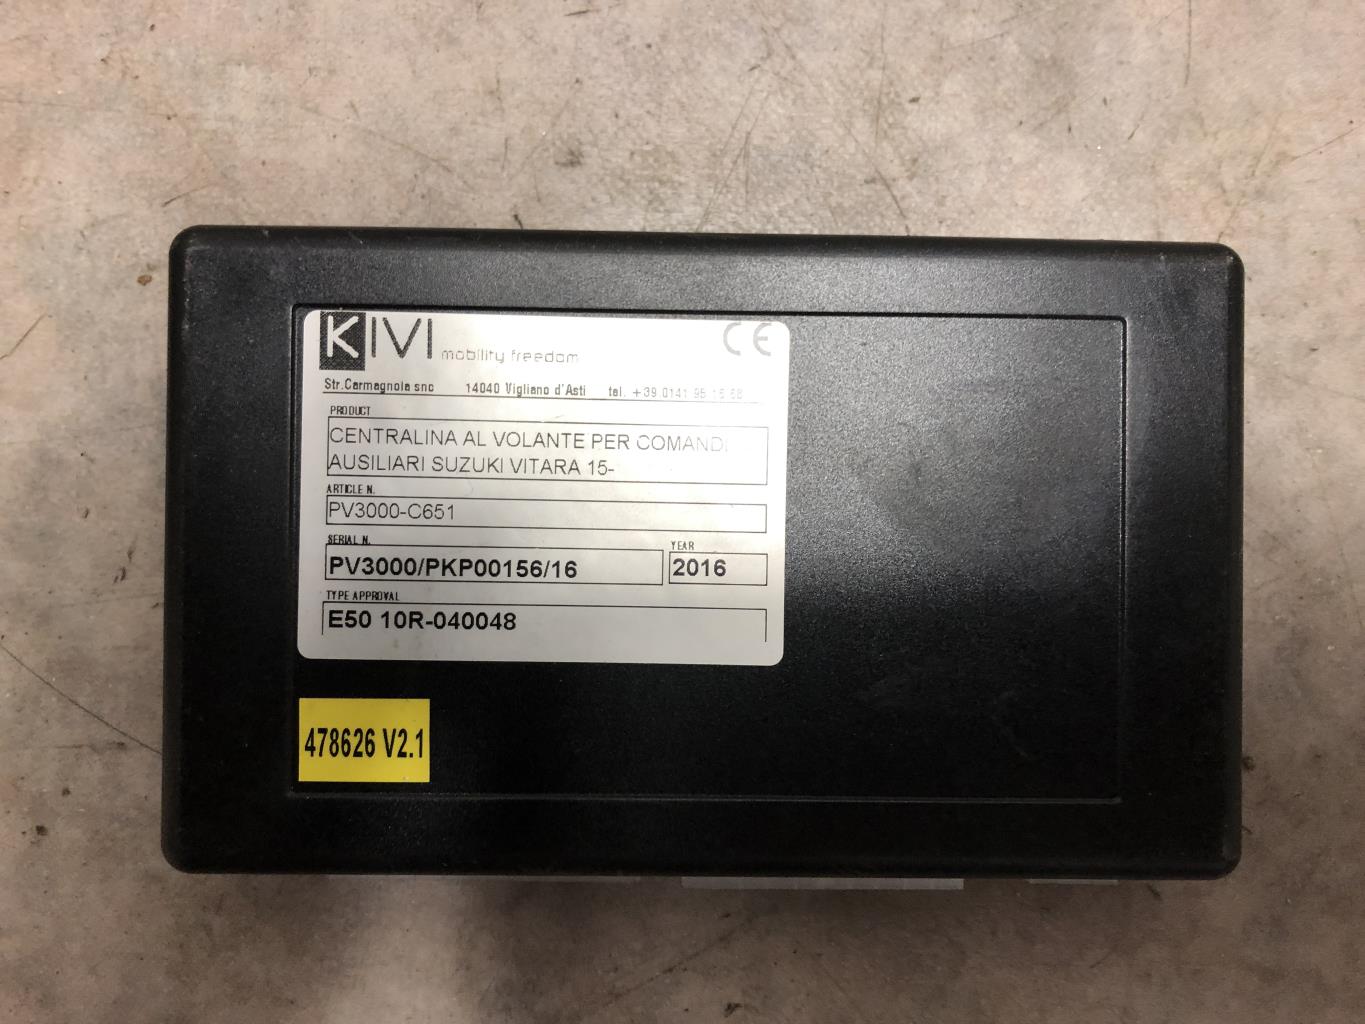 KIVI mobility freedom CE
Str.Carmagnola snc 14040 Vigliano d'Asti tel. +39.0141.95.16.68
PRODUCT
CENTRALINA AL VOLANTE PER COMANDI
AUSILIARI SUZUKI VITARA 15-
ARTICLE N.
PV3000-C651
SERIAL N. YEAR
PV3000/PKP00156/16 2016
TYPE APPROVAL
E50 10R-040048
478626 V2.1